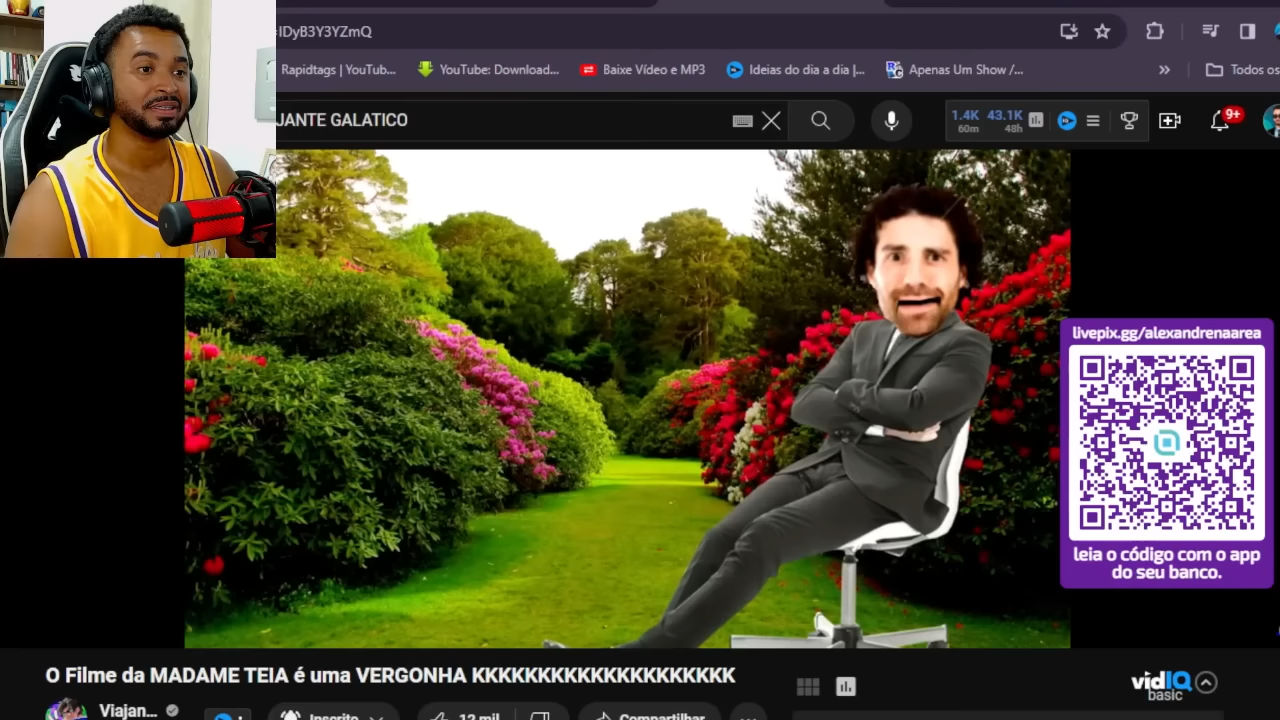 IDyB3Y3YZmQ
Rapidtags | YouTub...
YouTube: Download...
Baixe Vídeo e MP3
Ideias do dia a dia |...
Apenas Um Show /...
»
Todos os
JANTE GALATICO
1.4K 43.1K
60m 48h
9+
livepix.gg/alexandrenaarea
leia o código com o app
do seu banco.
O Filme da MADAME TEIA é uma VERGONHA KKKKKKKKKKKKKKKKKKKK
vidIQ
basic
Viajan...
Inscrito
12 mil
Compartilhar